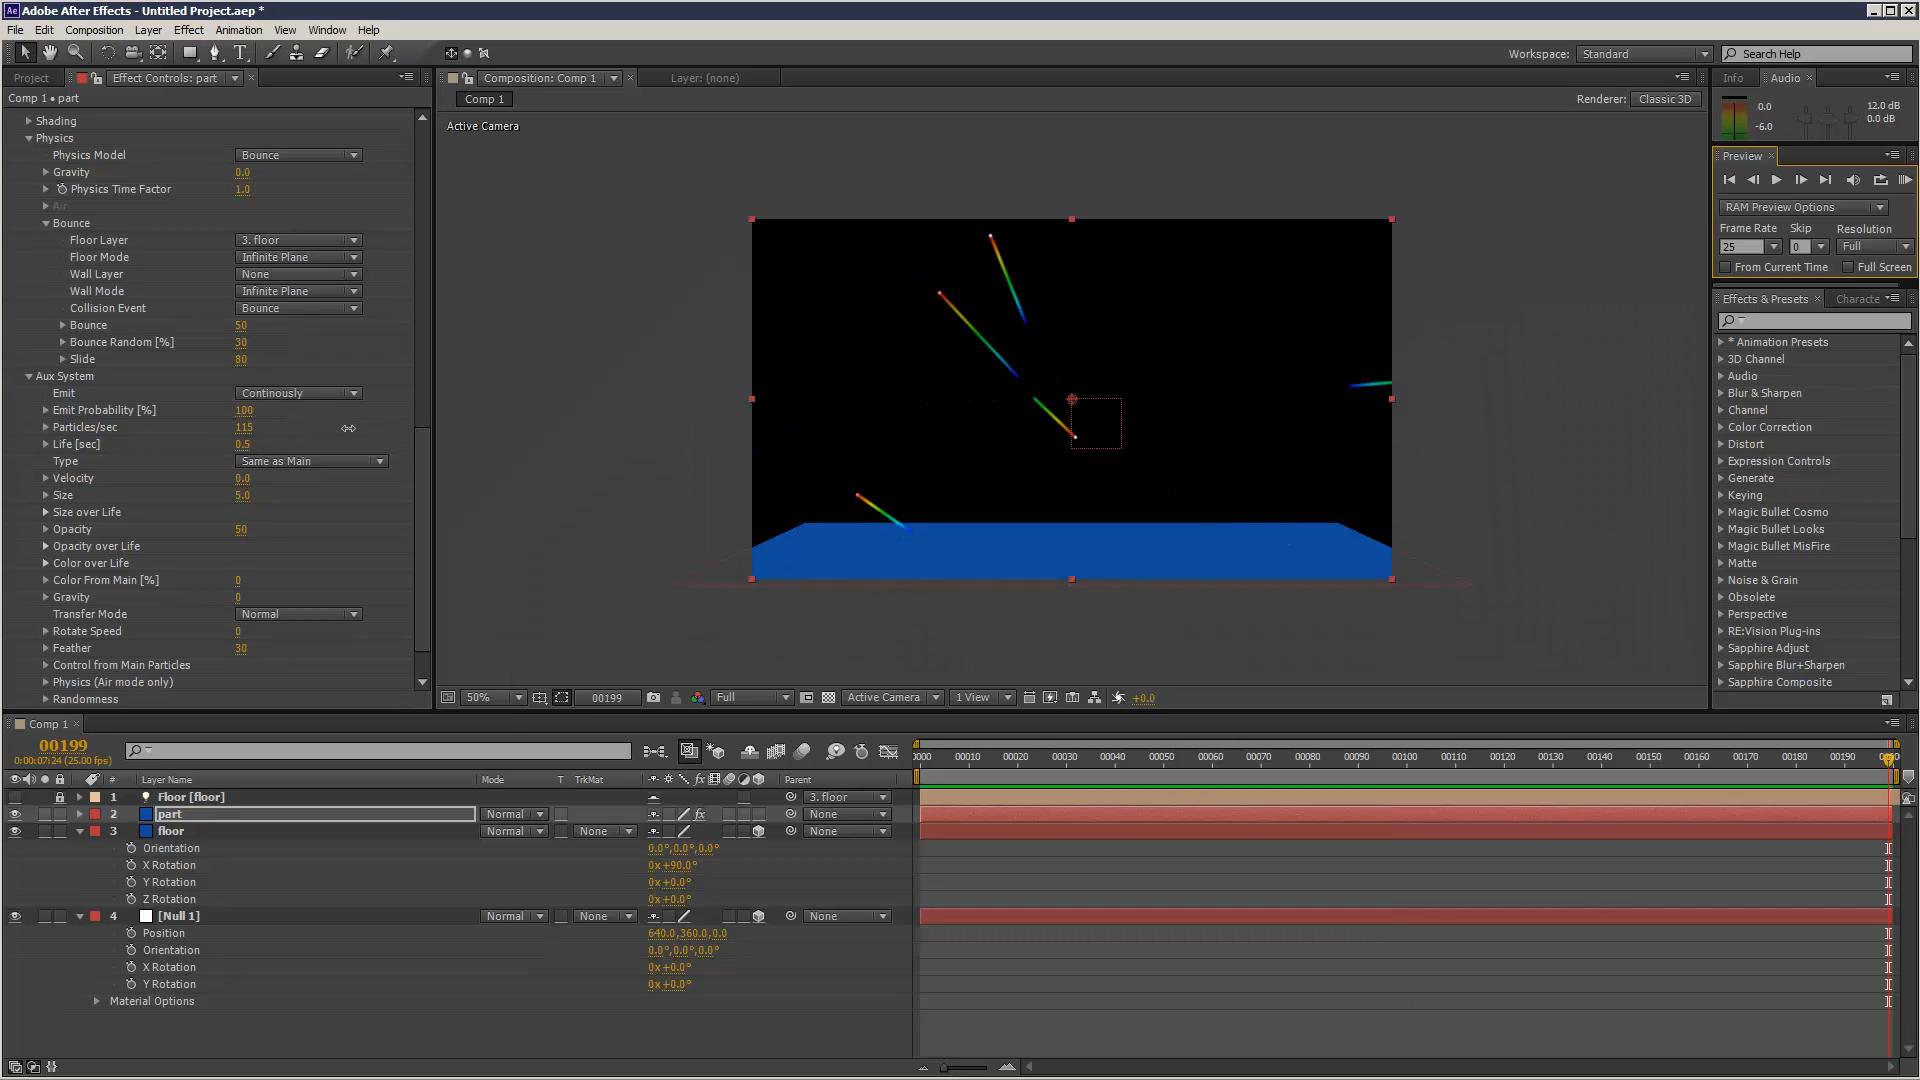 Adobe After Effects - Untitled Project.aep *
File Edit Composition Layer Effect Animation View Window Help
Workspace: Standard Search Help
Project Effect Controls: part Composition: Comp 1 Layer: (none) Info Audio
Comp 1 • part
Comp 1 Renderer: Classic 3D
Active Camera
0.0 12.0 dB
0.0 dB
-6.0
Shading
Physics
Physics Model Bounce
Gravity 0.0
Physics Time Factor 1.0
Air
Bounce
Floor Layer 3. floor
Floor Mode Infinite Plane
Wall Layer None
Wall Mode Infinite Plane
Collision Event Bounce
Bounce 50
Bounce Random [%] 30
Slide 80
Aux System
Emit Continously
Emit Probability [%] 100
Particles/sec 115
Life [sec] 0.5
Type Same as Main
Velocity 0.0
Size 5.0
Size over Life
Opacity 50
Opacity over Life
Color over Life
Color From Main [%] 0
Gravity 0
Transfer Mode Normal
Rotate Speed 0
Feather 30
Control from Main Particles
Physics (Air mode only)
Randomness
Preview
RAM Preview Options
Frame Rate Skip Resolution
25 0 Full
From Current Time Full Screen
Effects & Presets Characte
* Animation Presets
3D Channel
Audio
Blur & Sharpen
Channel
Color Correction
Distort
Expression Controls
Generate
Keying
Magic Bullet Cosmo
Magic Bullet Looks
Magic Bullet MisFire
Matte
Noise & Grain
Obsolete
Perspective
RE:Vision Plug-ins
Sapphire Adjust
Sapphire Blur+Sharpen
Sapphire Composite
50% 00199 Full Active Camera 1 View +0.0
Comp 1
00199
0:00:07:24 (25.00 fps)
0000 00010 00020 00030 00040 00050 00060 00070 00080 00090 00100 00110 00120 00130 00140 00150 00160 00170 00180 00190
# Layer Name Mode T TrkMat Parent
1 Floor [floor] 3. floor
2 part Normal None
3 floor Normal None None
Orientation 0.0°,0.0°,0.0°
X Rotation 0x+90.0°
Y Rotation 0x+0.0°
Z Rotation 0x+0.0°
4 [Null 1] Normal None None
Position 640.0,360.0,0.0
Orientation 0.0°,0.0°,0.0°
X Rotation 0x+0.0°
Y Rotation 0x+0.0°
Material Options